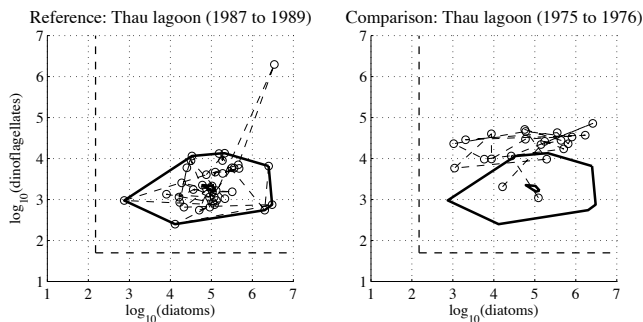 Reference: Thau lagoon (1987 to 1989)
7
6
5
4
3
2
1
log10(dinoflagellates)
1 2 3 4 5 6 7
log10(diatoms)
Comparison: Thau lagoon (1975 to 1976)
7
6
5
4
3
2
1
log10(dinoflagellates)
1 2 3 4 5 6 7
log10(diatoms)